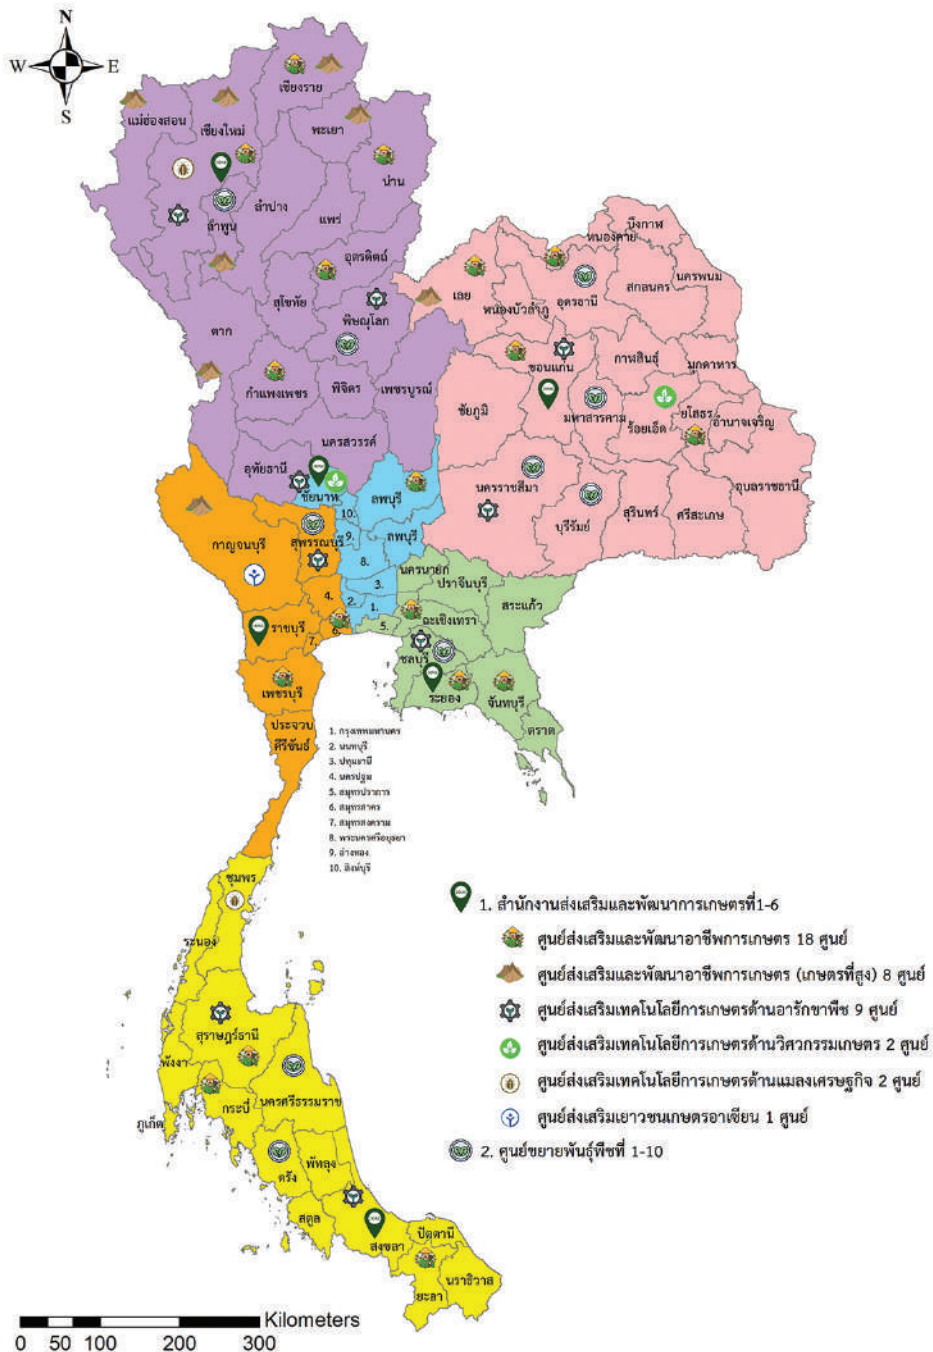 N
W E
S
เชียงราย
แม่ฮ่องสอน
เชียงใหม่
พะเยา
น่าน
ลำปาง
แพร่
ลำพูน
อุตรดิตถ์
สุโขทัย
ตาก
พิษณุโลก
กำแพงเพชร
พิจิตร
เพชรบูรณ์
นครสวรรค์
อุทัยธานี
บึงกาฬ
หนองคาย
เลย
หนองบัวลำภู
อุดรธานี
สกลนคร
นครพนม
ขอนแก่น
กาฬสินธุ์
มุกดาหาร
ชัยภูมิ
มหาสารคาม
ร้อยเอ็ด
ยโสธร
อำนาจเจริญ
นครราชสีมา
บุรีรัมย์
สุรินทร์
ศรีสะเกษ
อุบลราชธานี
ชัยนาท
ลพบุรี
10.
9.
ลพบุรี
8.
3.
2.
1.
กาญจนบุรี
สุพรรณบุรี
4.
ราชบุรี
7.
6.
เพชรบุรี
ประจวบ
คีรีขันธ์
นครนายก
ปราจีนบุรี
สระแก้ว
ฉะเชิงเทรา
5.
ชลบุรี
ระยอง
จันทบุรี
ตราด
1. กรุงเทพมหานคร
2. นนทบุรี
3. ปทุมธานี
4. นครปฐม
5. สมุทรปราการ
6. สมุทรสาคร
7. สมุทรสงคราม
8. พระนครศรีอยุธยา
9. อ่างทอง
10. สิงห์บุรี
ชุมพร
ระนอง
สุราษฎร์ธานี
พังงา
ภูเก็ต
กระบี่
นครศรีธรรมราช
ตรัง
พัทลุง
สตูล
สงขลา
ปัตตานี
ยะลา
นราธิวาส
1. สำนักงานส่งเสริมและพัฒนาการเกษตรที่1-6
ศูนย์ส่งเสริมและพัฒนาอาชีพการเกษตร 18 ศูนย์
ศูนย์ส่งเสริมและพัฒนาอาชีพการเกษตร (เกษตรที่สูง) 8 ศูนย์
ศูนย์ส่งเสริมเทคโนโลยีการเกษตรด้านอารักขาพืช 9 ศูนย์
ศูนย์ส่งเสริมเทคโนโลยีการเกษตรด้านวิศวกรรมเกษตร 2 ศูนย์
ศูนย์ส่งเสริมเทคโนโลยีการเกษตรด้านแมลงเศรษฐกิจ 2 ศูนย์
ศูนย์ส่งเสริมเยาวชนเกษตรอาเซียน 1 ศูนย์
2. ศูนย์ขยายพันธุ์พืชที่ 1-10
Kilometers
0 50 100 200 300